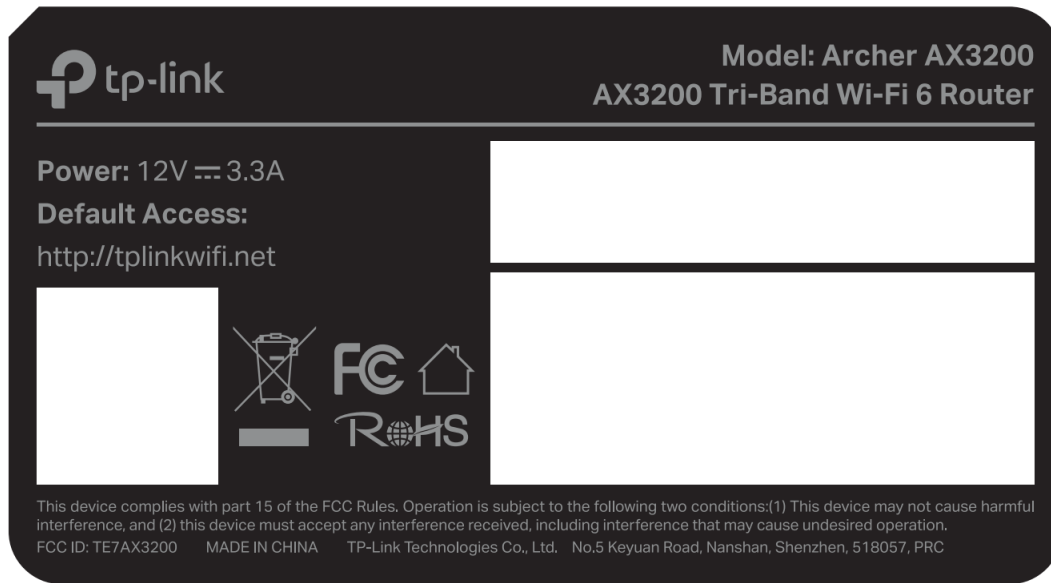 tp-link
Model: Archer AX3200
AX3200 Tri-Band Wi-Fi 6 Router
Power: 12V ⎓ 3.3A
Default Access:
http://tplinkwifi.net
FC
RoHS
This device complies with part 15 of the FCC Rules. Operation is subject to the following two conditions:(1) This device may not cause harmful
interference, and (2) this device must accept any interference received, including interference that may cause undesired operation.
FCC ID: TE7AX3200 MADE IN CHINA TP-Link Technologies Co., Ltd. No.5 Keyuan Road, Nanshan, Shenzhen, 518057, PRC